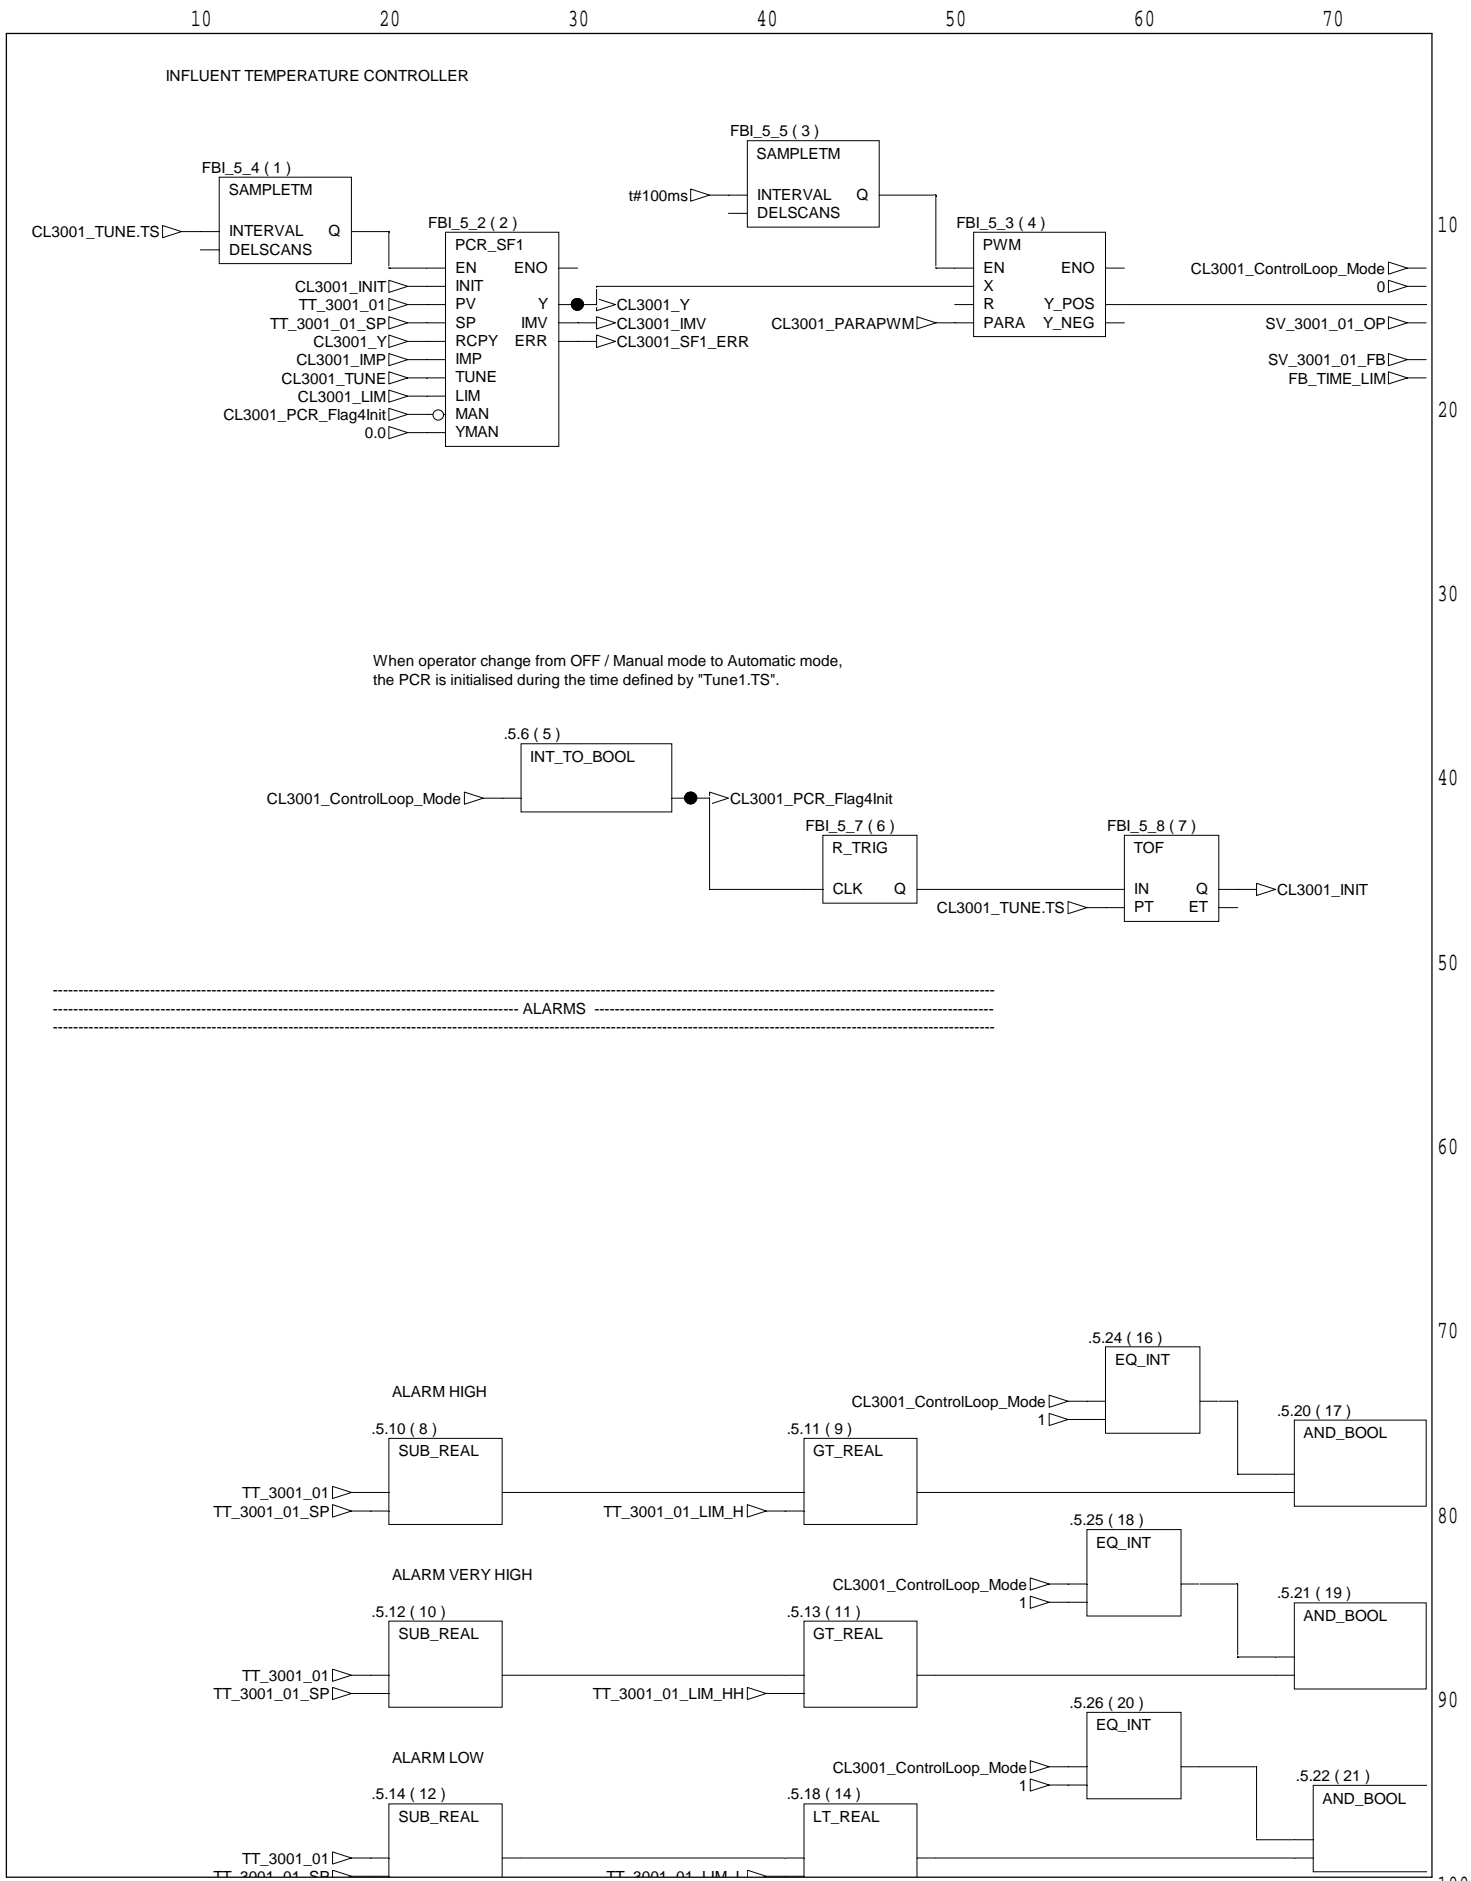 10 20 30 40 50 60 70
INFLUENT TEMPERATURE CONTROLLER
FBI_5_5 ( 3 )
SAMPLETM
t#100ms INTERVAL Q
DELSCANS
FBI_5_4 ( 1 )
SAMPLETM
CL3001_TUNE.TS INTERVAL Q
DELSCANS
FBI_5_2 ( 2 )
PCR_SF1
EN ENO
CL3001_INIT INIT
TT_3001_01 PV Y CL3001_Y
TT_3001_01_SP SP IMV CL3001_IMV
CL3001_Y RCPY ERR CL3001_SF1_ERR
CL3001_IMP IMP
CL3001_TUNE TUNE
CL3001_LIM LIM
CL3001_PCR_Flag4Init MAN
0.0 YMAN
FBI_5_3 ( 4 )
PWM
EN ENO
X
R Y_POS
CL3001_PARAPWM PARA Y_NEG
CL3001_ControlLoop_Mode
0
SV_3001_01_OP
SV_3001_01_FB
FB_TIME_LIM
10
20
30
When operator change from OFF / Manual mode to Automatic mode,
the PCR is initialised during the time defined by "Tune1.TS".
.5.6 ( 5 )
INT_TO_BOOL
CL3001_ControlLoop_Mode CL3001_PCR_Flag4Init
40
FBI_5_7 ( 6 )
R_TRIG
CLK Q
FBI_5_8 ( 7 )
TOF
IN Q CL3001_INIT
CL3001_TUNE.TS PT ET
50
ALARMS
60
70
.5.24 ( 16 )
EQ_INT
CL3001_ControlLoop_Mode
1
ALARM HIGH
.5.10 ( 8 )
SUB_REAL
TT_3001_01
TT_3001_01_SP
.5.11 ( 9 )
GT_REAL
TT_3001_01_LIM_H
.5.20 ( 17 )
AND_BOOL
80
.5.25 ( 18 )
EQ_INT
CL3001_ControlLoop_Mode
1
ALARM VERY HIGH
.5.12 ( 10 )
SUB_REAL
TT_3001_01
TT_3001_01_SP
.5.13 ( 11 )
GT_REAL
TT_3001_01_LIM_HH
.5.21 ( 19 )
AND_BOOL
90
.5.26 ( 20 )
EQ_INT
CL3001_ControlLoop_Mode
1
ALARM LOW
.5.14 ( 12 )
SUB_REAL
TT_3001_01
TT_3001_01_SP
.5.18 ( 14 )
LT_REAL
.5.22 ( 21 )
AND_BOOL